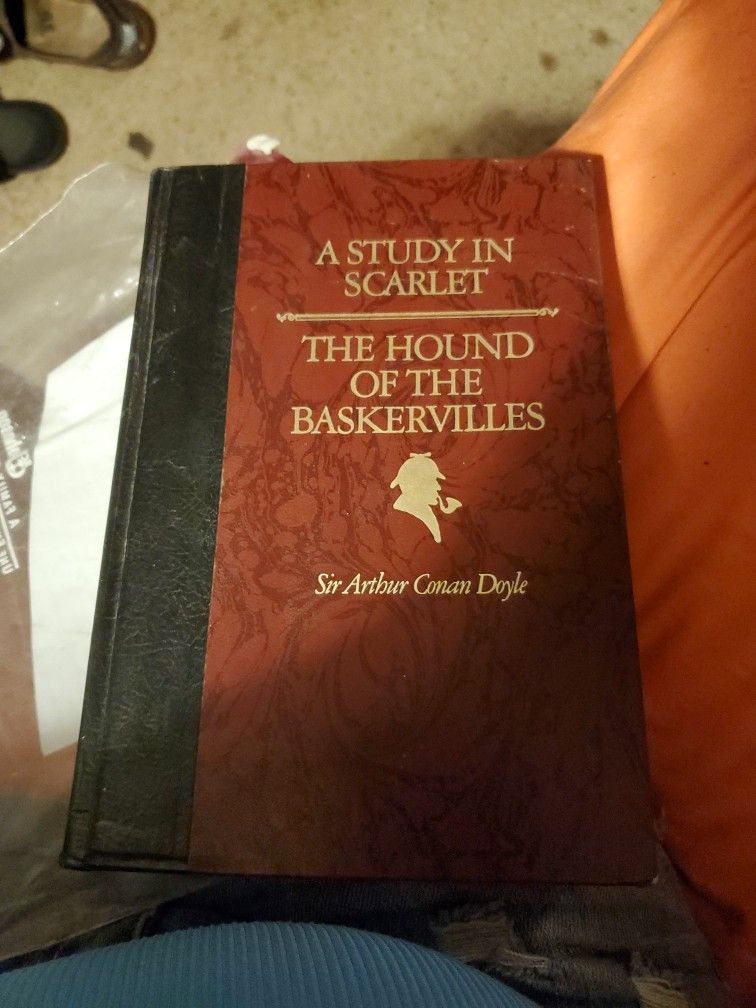 A STUDY IN
SCARLET
THE HOUND
OF THE
BASKERVILLES
Sir Arthur Conan Doyle